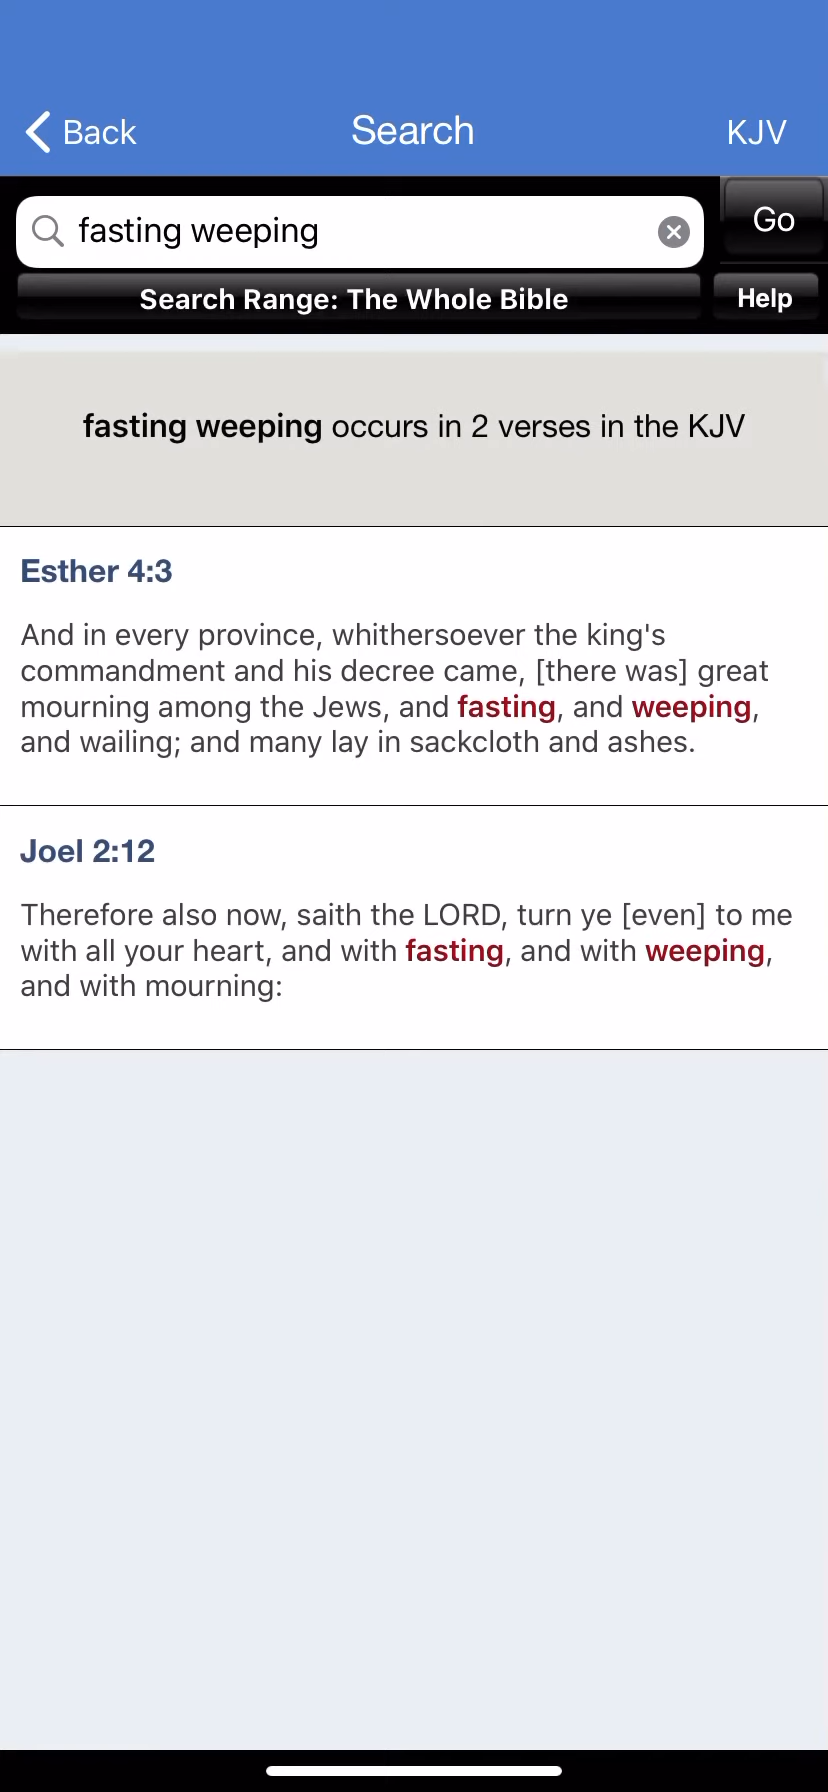 Back
Search
KJV
fasting weeping
Go
Search Range: The Whole Bible
Help
fasting weeping occurs in 2 verses in the KJV
Esther 4:3
And in every province, whithersoever the king's
commandment and his decree came, [there was] great
mourning among the Jews, and fasting, and weeping,
and wailing; and many lay in sackcloth and ashes.
Joel 2:12
Therefore also now, saith the LORD, turn ye [even] to me
with all your heart, and with fasting, and with weeping,
and with mourning: